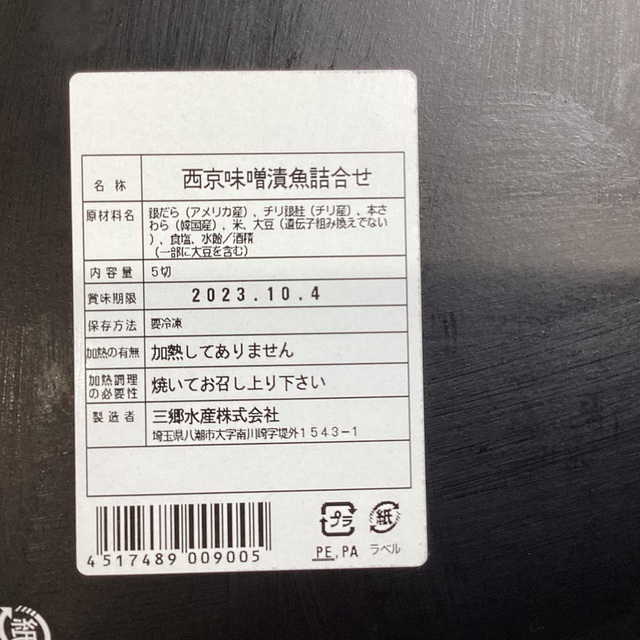 名称 西京味噌漬魚詰合せ
原材料名 銀だら（アメリカ産）、チリ銀鮭（チリ産）、本さ
わら（韓国産）、米、大豆（遺伝子組み換えでない
）、食塩、水飴／酒精
（一部に大豆を含む）
内容量 5切
賞味期限 2023.10.4
保存方法 要冷凍
加熱の有無 加熱してありません
加熱調理
の必要性 焼いてお召し上り下さい
製造者 三郷水産株式会社
埼玉県八潮市大字南川崎字堤外1543-1
4517489 009005
プラ 紙
PE,PA ラベル
紙